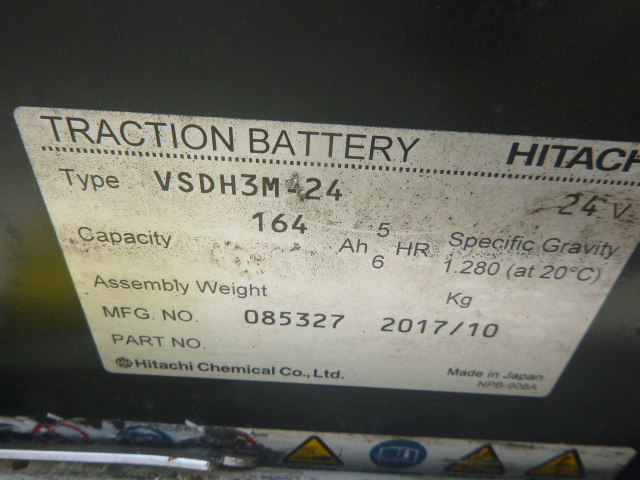 TRACTION BATTERY HITACH
Type VSDH3M-24 24 V
Capacity 164 Ah 5 HR Specific Gravity
6 1.280 (at 20°C)
Assembly Weight Kg
MFG. NO. 085327 2017/10
PART NO.
Hitachi Chemical Co., Ltd. Made in Japan
NPB-908A